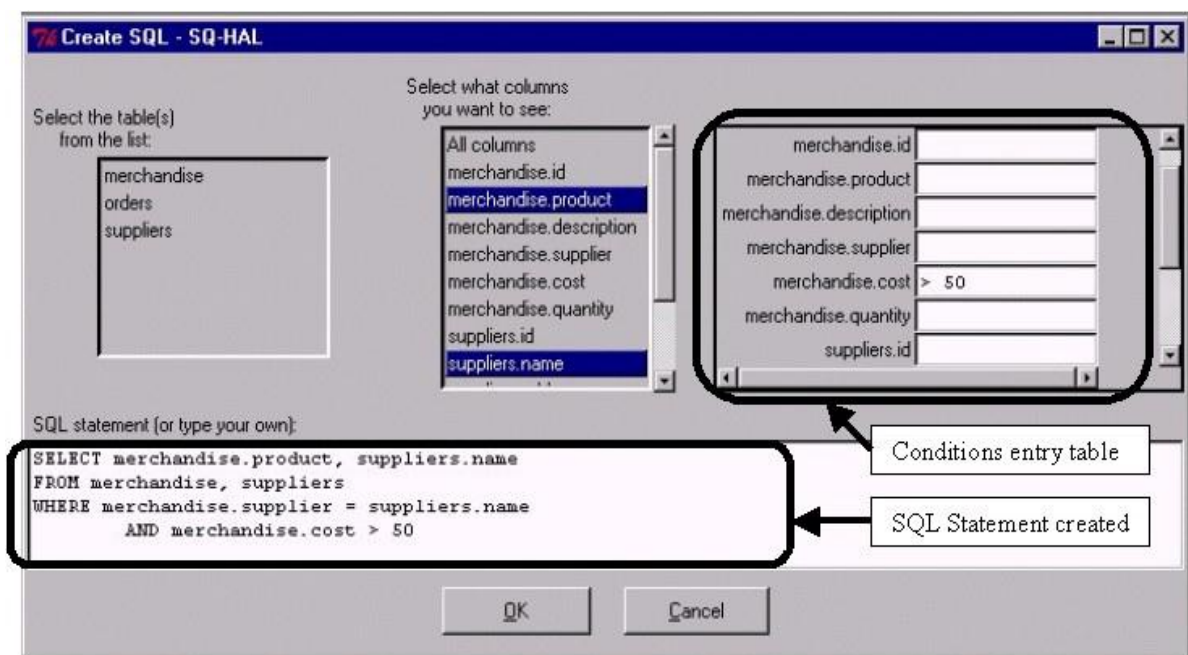 Create SQL - SQ-HAL
Select the table(s)
from the list:
merchandise
orders
suppliers
Select what columns
you want to see:
All columns
merchandise.id
merchandise.product
merchandise.description
merchandise.supplier
merchandise.cost
merchandise.quantity
suppliers.id
suppliers.name
merchandise.id
merchandise.product
merchandise.description
merchandise.supplier
merchandise.cost > 50
merchandise.quantity
suppliers.id
Conditions entry table
SQL statement (or type your own):
SELECT merchandise.product, suppliers.name
FROM merchandise, suppliers
WHERE merchandise.supplier = suppliers.name
AND merchandise.cost > 50
SQL Statement created
OK
Cancel